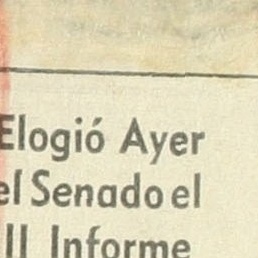 Elogió Ayer
el Senado el
II Informe